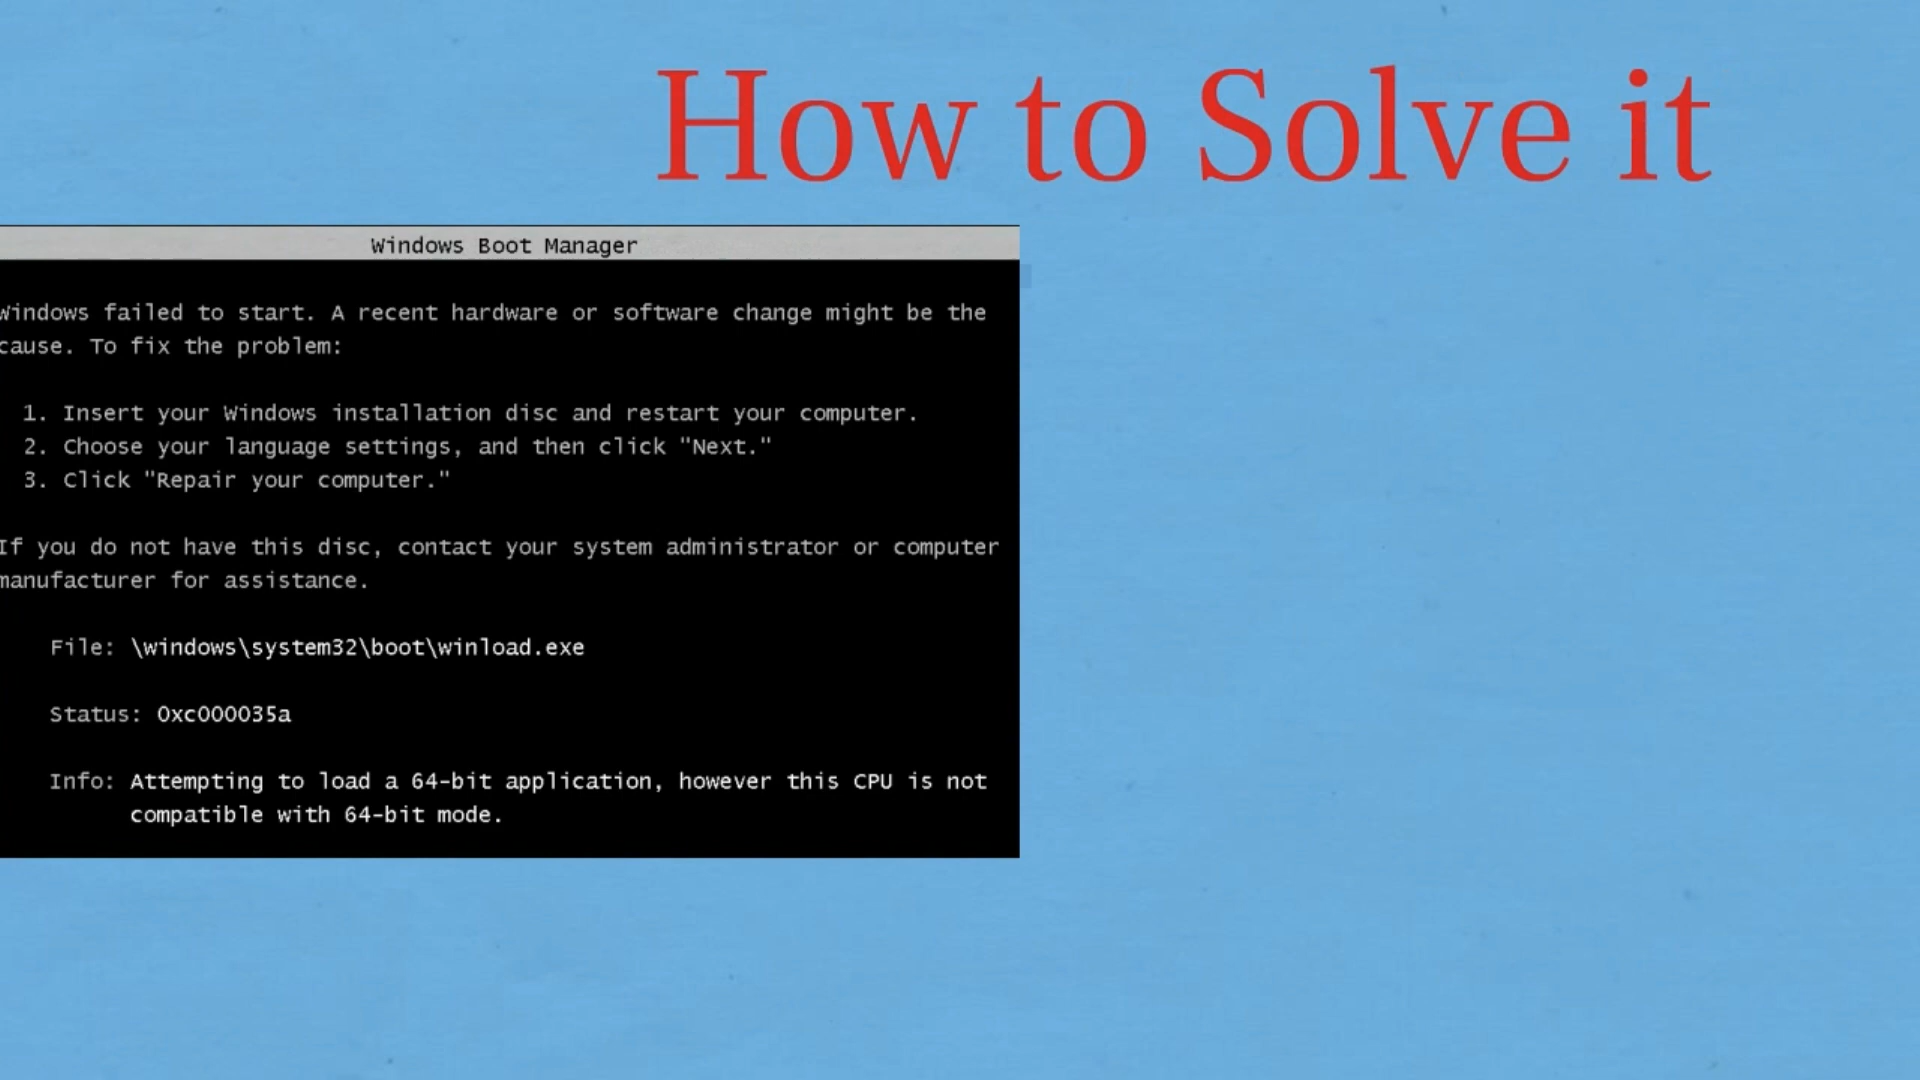 How to Solve it
Windows Boot Manager
Windows failed to start. A recent hardware or software change might be the
cause. To fix the problem:
1. Insert your Windows installation disc and restart your computer.
2. Choose your language settings, and then click "Next."
3. Click "Repair your computer."
If you do not have this disc, contact your system administrator or computer
manufacturer for assistance.
File: \windows\system32\boot\winload.exe
Status: 0xc000035a
Info: Attempting to load a 64-bit application, however this CPU is not
compatible with 64-bit mode.